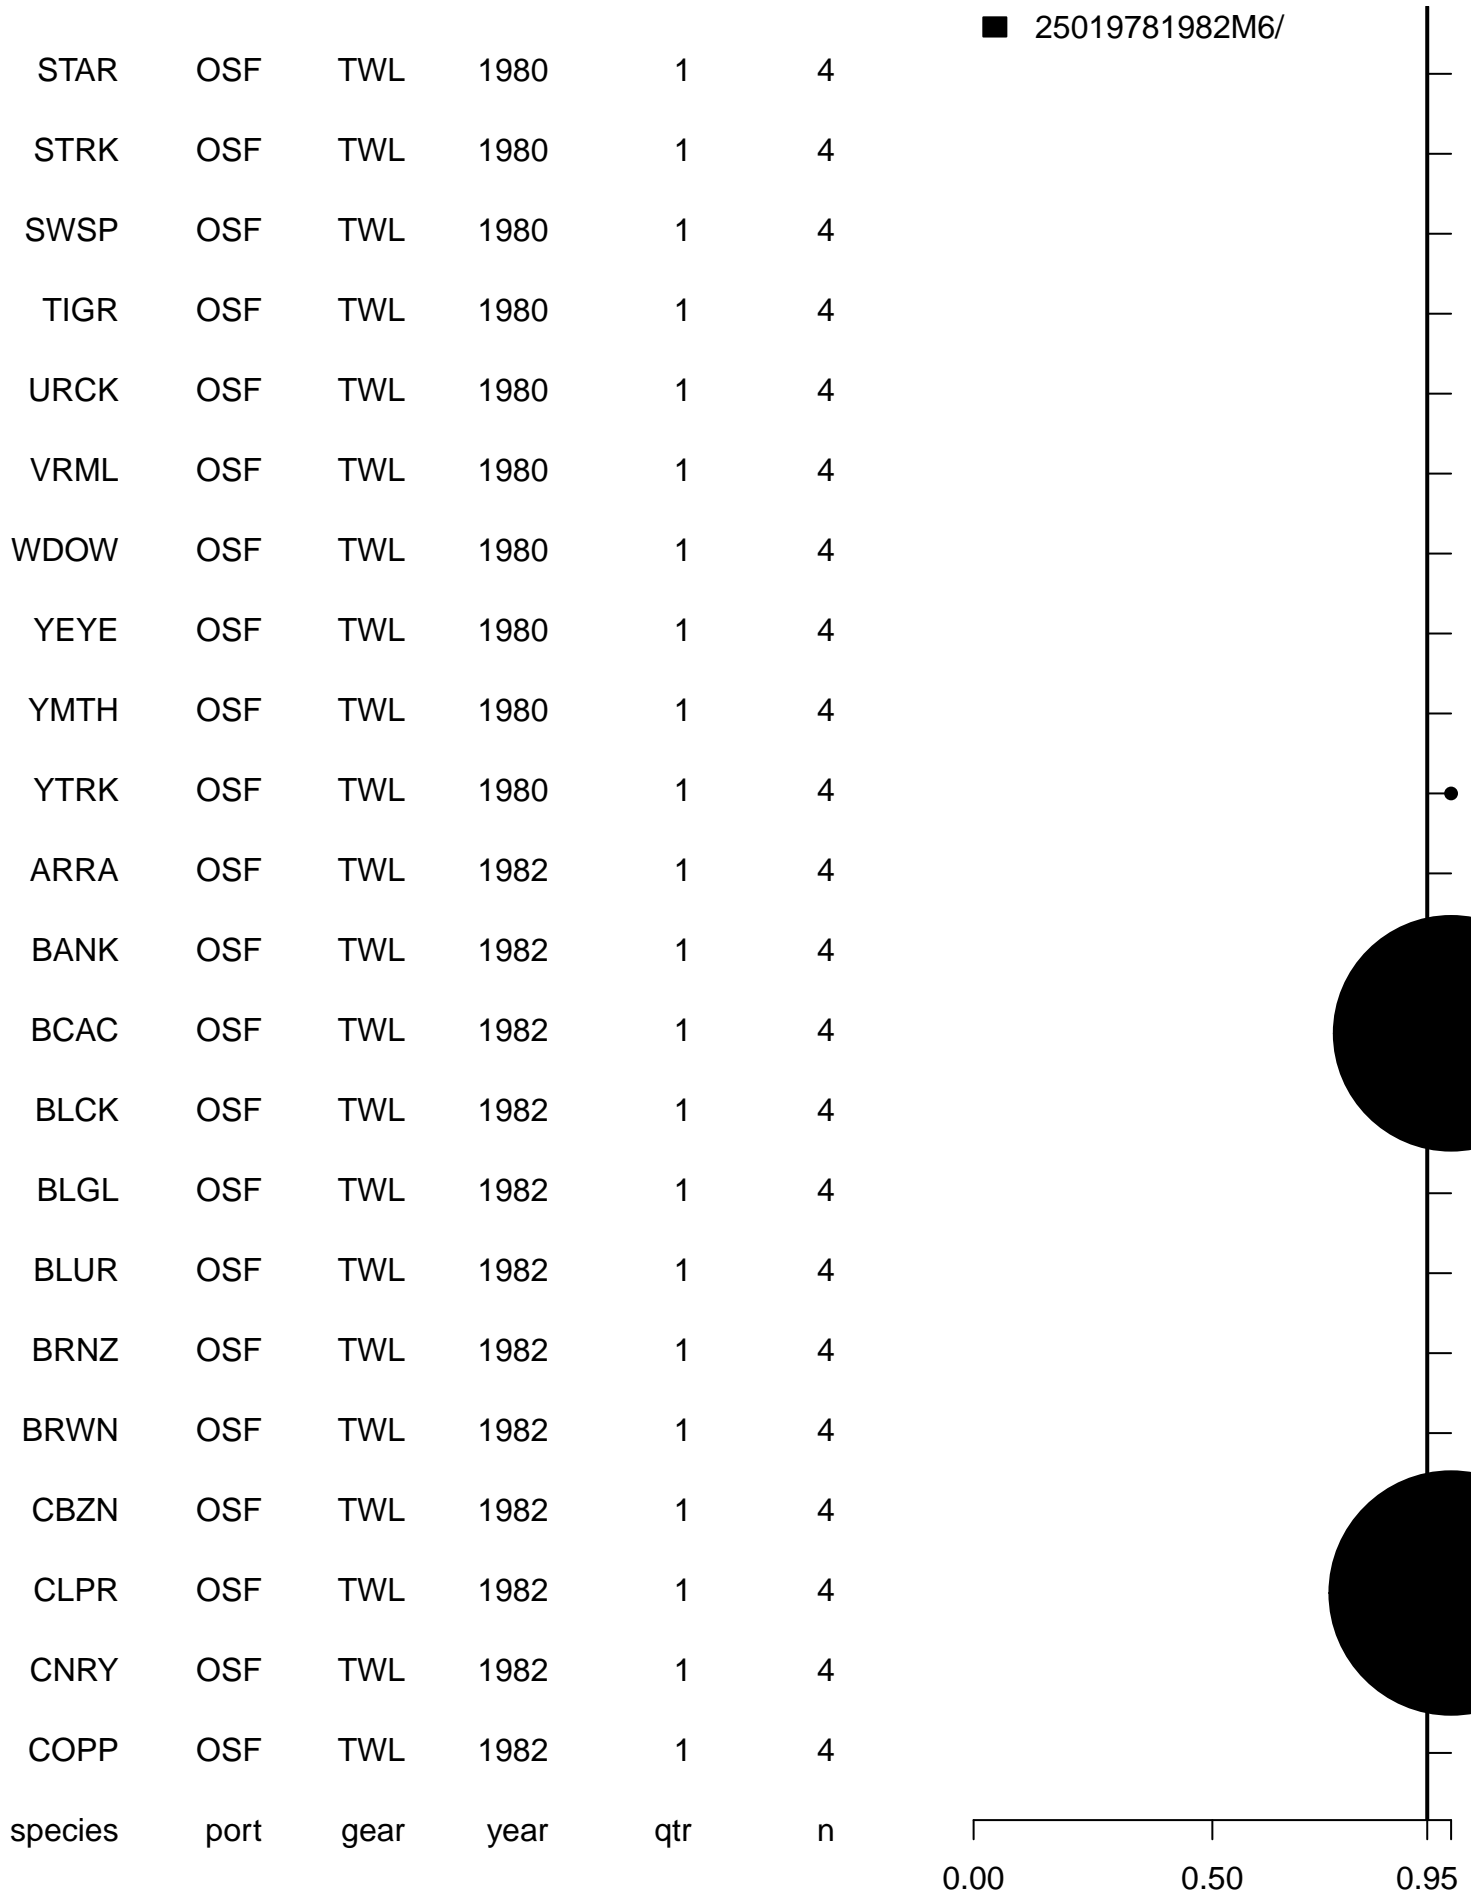 25019781982M6/
STAR OSF TWL 1980 1 4
STRK OSF TWL 1980 1 4
SWSP OSF TWL 1980 1 4
TIGR OSF TWL 1980 1 4
URCK OSF TWL 1980 1 4
VRML OSF TWL 1980 1 4
WDOW OSF TWL 1980 1 4
YEYE OSF TWL 1980 1 4
YMTH OSF TWL 1980 1 4
YTRK OSF TWL 1980 1 4
ARRA OSF TWL 1982 1 4
BANK OSF TWL 1982 1 4
BCAC OSF TWL 1982 1 4
BLCK OSF TWL 1982 1 4
BLGL OSF TWL 1982 1 4
BLUR OSF TWL 1982 1 4
BRNZ OSF TWL 1982 1 4
BRWN OSF TWL 1982 1 4
CBZN OSF TWL 1982 1 4
CLPR OSF TWL 1982 1 4
CNRY OSF TWL 1982 1 4
COPP OSF TWL 1982 1 4
species port gear year qtr n
0.00 0.50 0.95